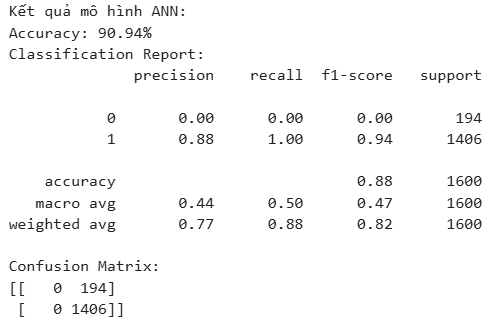 Kết quả mô hình ANN:
Accuracy: 90.94%
Classification Report:
precision recall f1-score support
0 0.00 0.00 0.00 194
1 0.88 1.00 0.94 1406
accuracy 0.88 1600
macro avg 0.44 0.50 0.47 1600
weighted avg 0.77 0.88 0.82 1600
Confusion Matrix:
[[ 0 194]
[ 0 1406]]